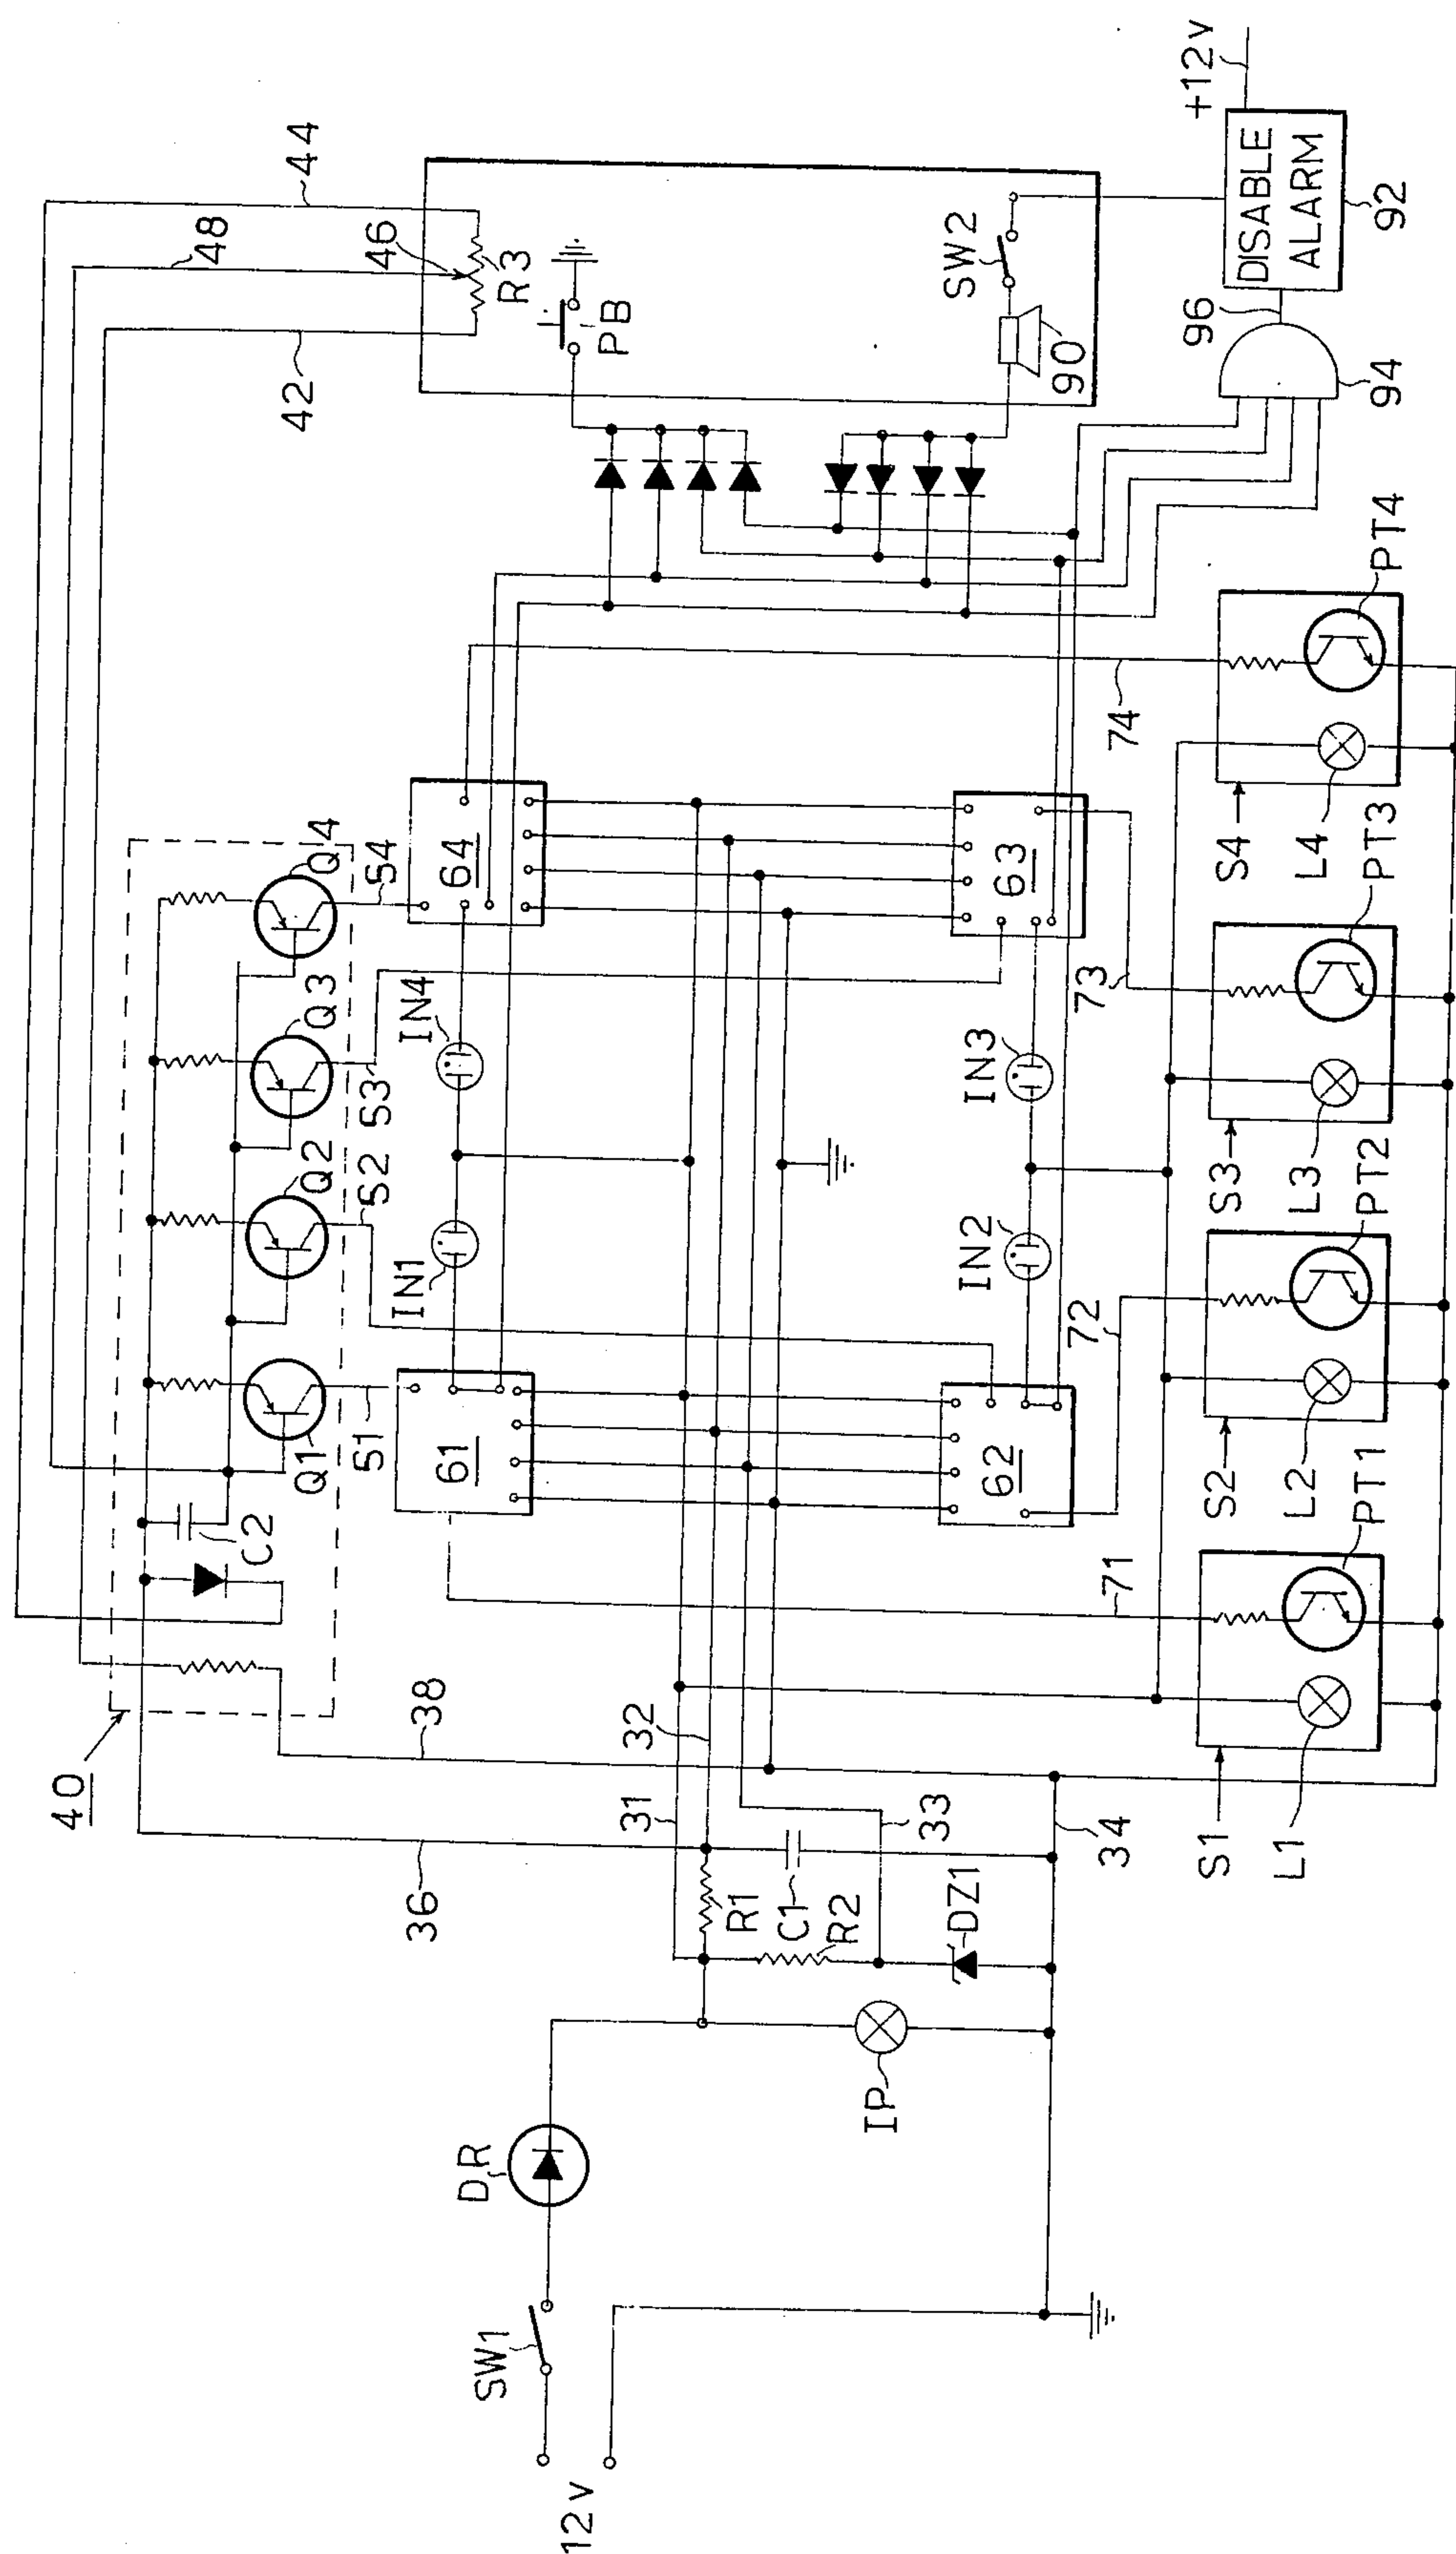 44
48
42
40
46
Q1
Q2
Q3
Q4
C2
R3
51
52
53
54
36
38
12V
SW1
DR
IN1
IN4
61
64
PB
31
32
R1
C1
R2
33
IP
DZ1
34
IN2
IN3
62
63
SW2
90
71
72
73
74
96
+12V
DISABLE
ALARM
92
94
S1
S2
S3
S4
L1
L2
L3
L4
PT1
PT2
PT3
PT4